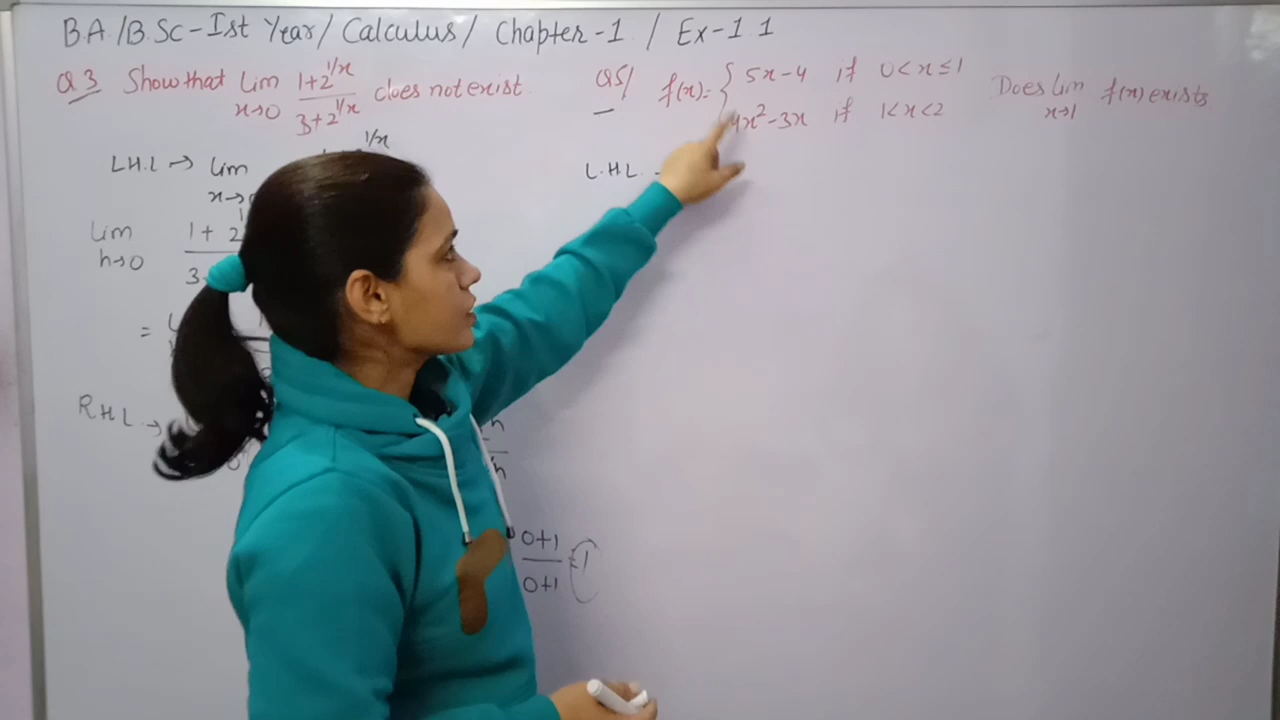 B.A./B.Sc-Ist Year/ Calculus/ Chapter-1 / Ex-1.1
Q3 Show that Lim x→0 1+2^1/x / 3+2^1/x does not exist
LHL → Lim x→ 1/x
Lim h→0 1+ 2 / 3
=
RHL →
0+1 / 0+1 = 1
Q5/ f(x) = { 5x-4 if 0<x≤1
4x²-3x if 1<x<2
Does Lim x→1 f(x) exists
L.H.L. →